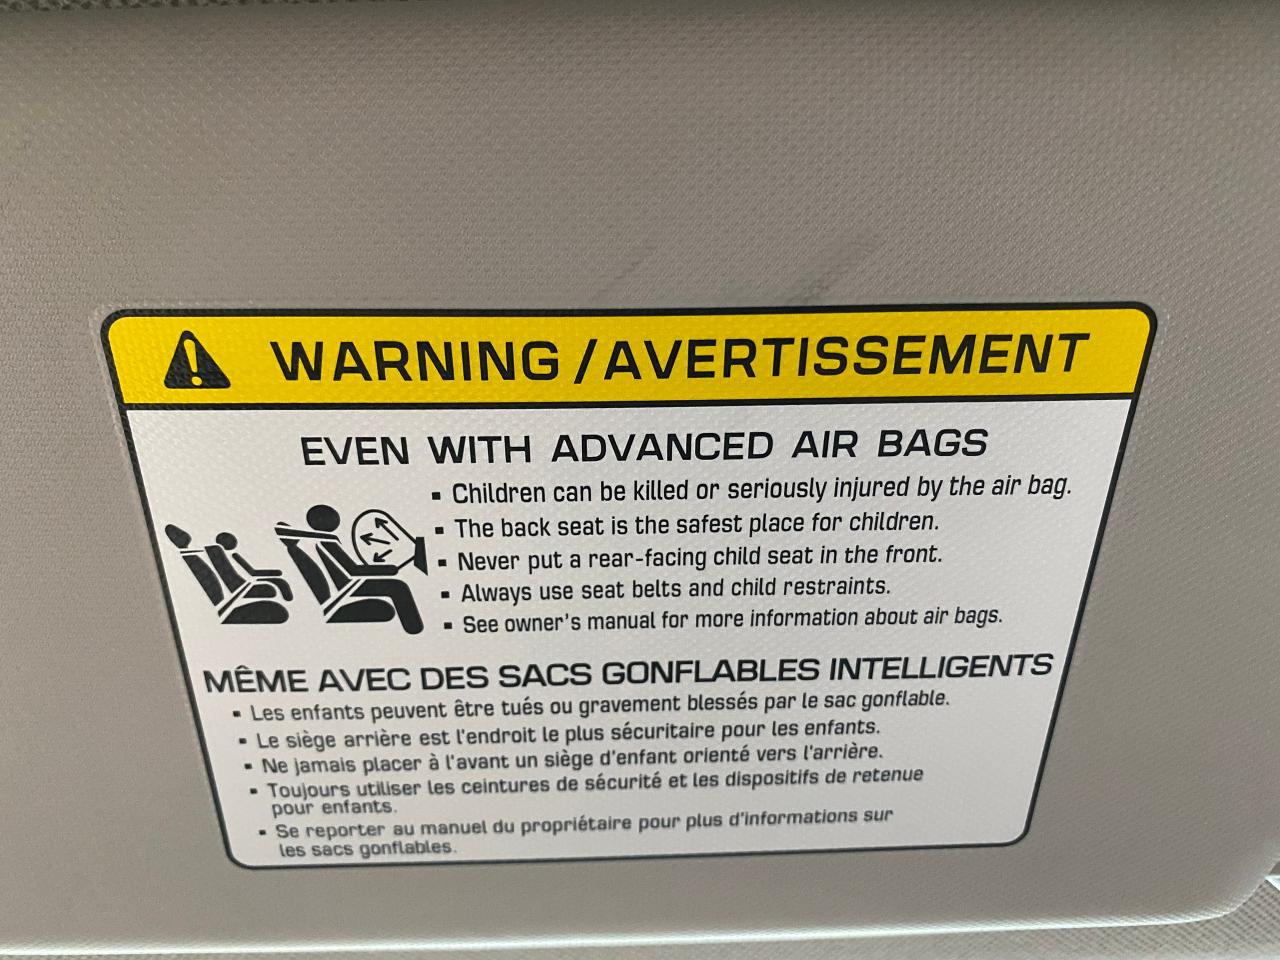 WARNING / AVERTISSEMENT
EVEN WITH ADVANCED AIR BAGS
▪ Children can be killed or seriously injured by the air bag.
▪ The back seat is the safest place for children.
▪ Never put a rear-facing child seat in the front.
▪ Always use seat belts and child restraints.
▪ See owner's manual for more information about air bags.
MÊME AVEC DES SACS GONFLABLES INTELLIGENTS
▪ Les enfants peuvent être tués ou gravement blessés par le sac gonflable.
▪ Le siège arrière est l'endroit le plus sécuritaire pour les enfants.
▪ Ne jamais placer à l'avant un siège d'enfant orienté vers l'arrière.
▪ Toujours utiliser les ceintures de sécurité et les dispositifs de retenue
pour enfants.
▪ Se reporter au manuel du propriétaire pour plus d'informations sur
les sacs gonflables.